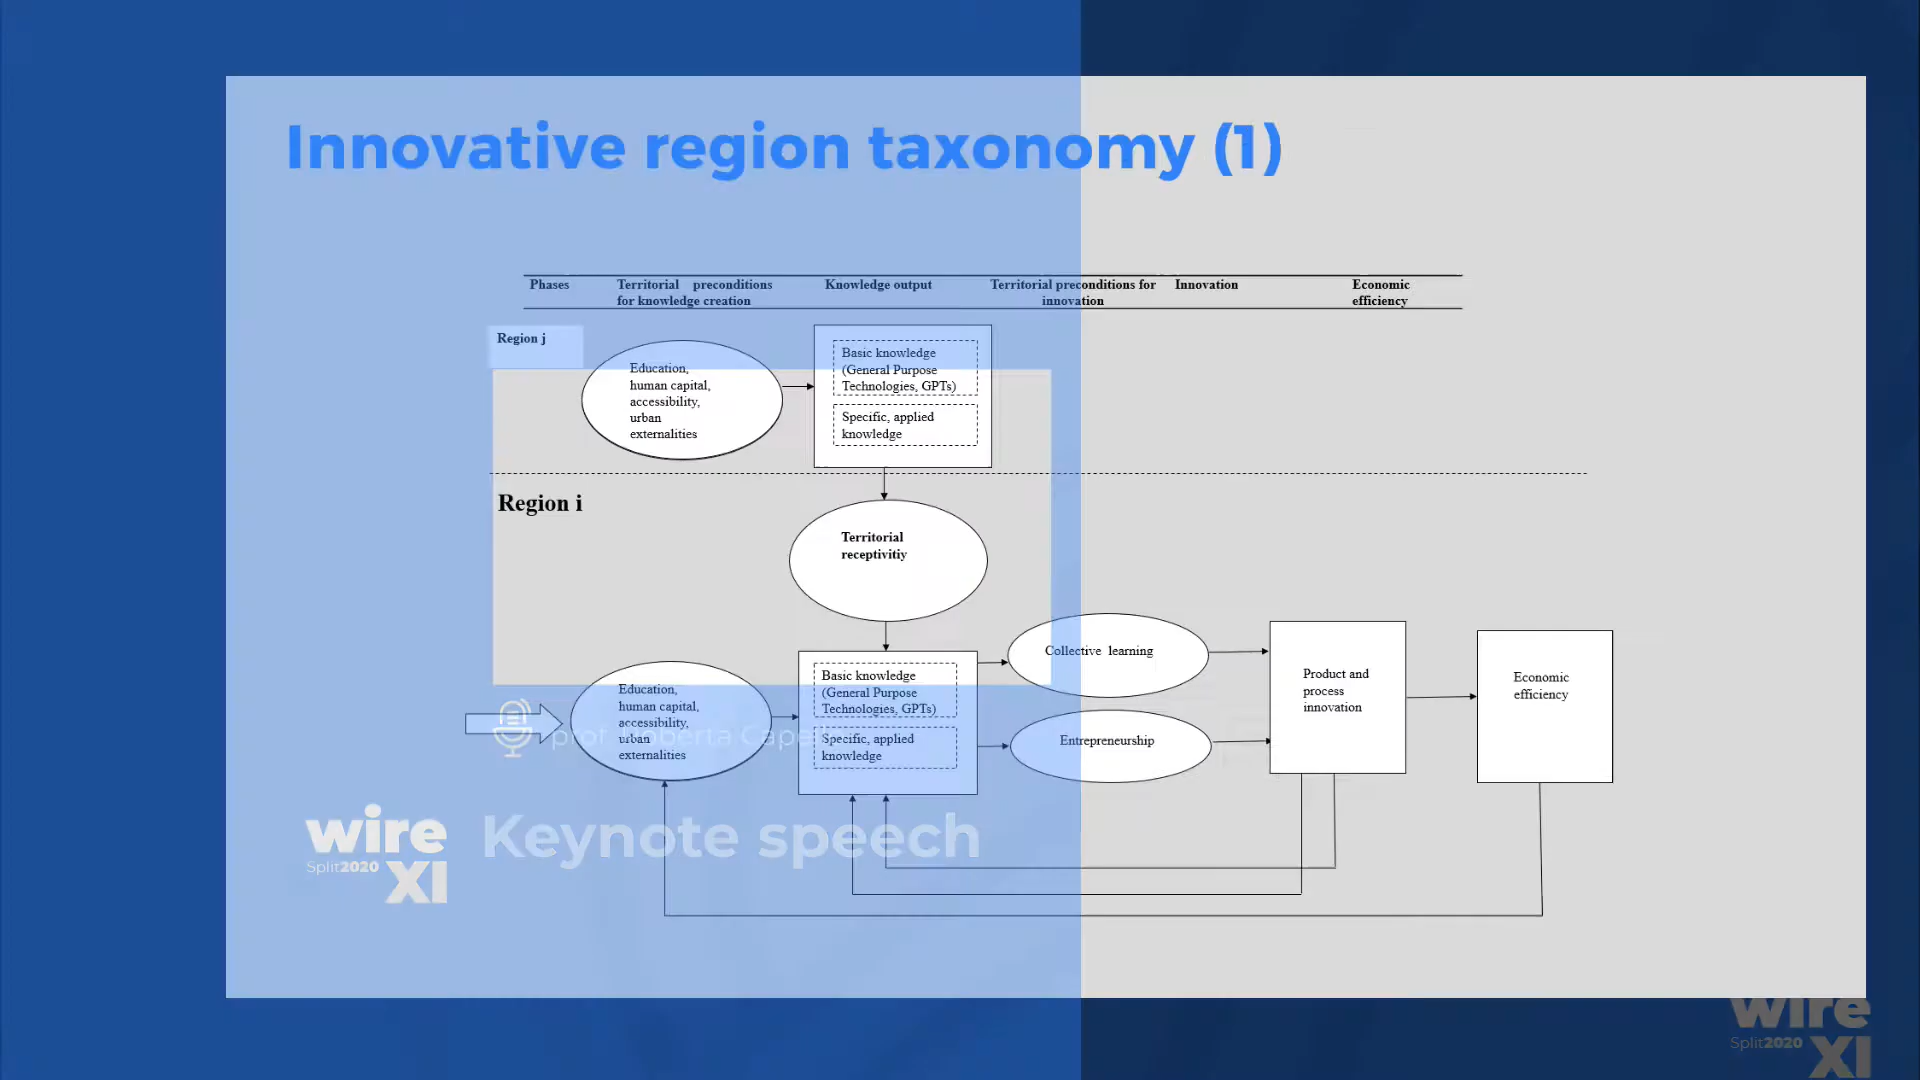 Innovative region taxonomy (1)
Phases
Territorial preconditions
for knowledge creation
Knowledge output
Territorial preconditions for
innovation
Innovation
Economic
efficiency
Region j
Education,
human capital,
accessibility,
urban
externalities
Basic knowledge
(General Purpose
Technologies, GPTs)
Specific, applied
knowledge
Region i
Territorial
receptivitiy
Education,
human capital,
accessibility,
urban
externalities
Basic knowledge
(General Purpose
Technologies, GPTs)
Specific, applied
knowledge
Collective learning
Entrepreneurship
Product and
process
innovation
Economic
efficiency
prof. Roberta
wire
Split2020
XI
Keynote speech
wire
Split2020
XI